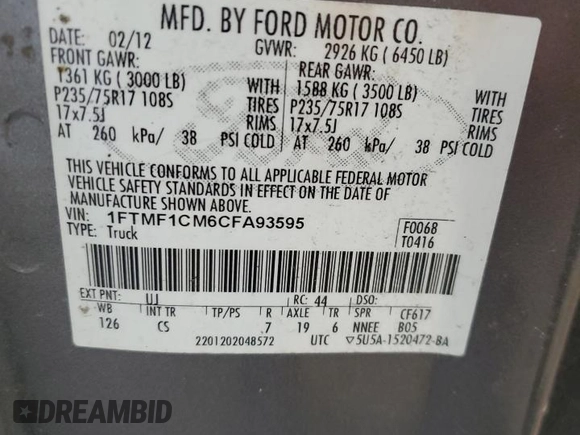 MFD. BY FORD MOTOR CO.
DATE: 02/12 GVWR: 2926 KG ( 6450 LB)
FRONT GAWR: REAR GAWR:
1361 KG ( 3000 LB) WITH 1588 KG ( 3500 LB) WITH
P235/75R17 108S TIRES P235/75R17 108S TIRES
17x7.5J RIMS 17x7.5J RIMS
AT 260 kPa/ 38 PSI COLD AT 260 kPa/ 38 PSI COLD
THIS VEHICLE CONFORMS TO ALL APPLICABLE FEDERAL MOTOR
VEHICLE SAFETY STANDARDS IN EFFECT ON THE DATE OF
MANUFACTURE SHOWN ABOVE.
VIN: 1FTMF1CM6CFA93595 F0068
TYPE: Truck T0416
EXT PNT: UJ RC: 44 DSO:
WB INT TR TP/PS R AXLE TR SPR CF617
126 CS 7 19 6 NNEE B05
2201202048572 UTC ▽5U5A-1520472-BA
Ford
DREAMBID